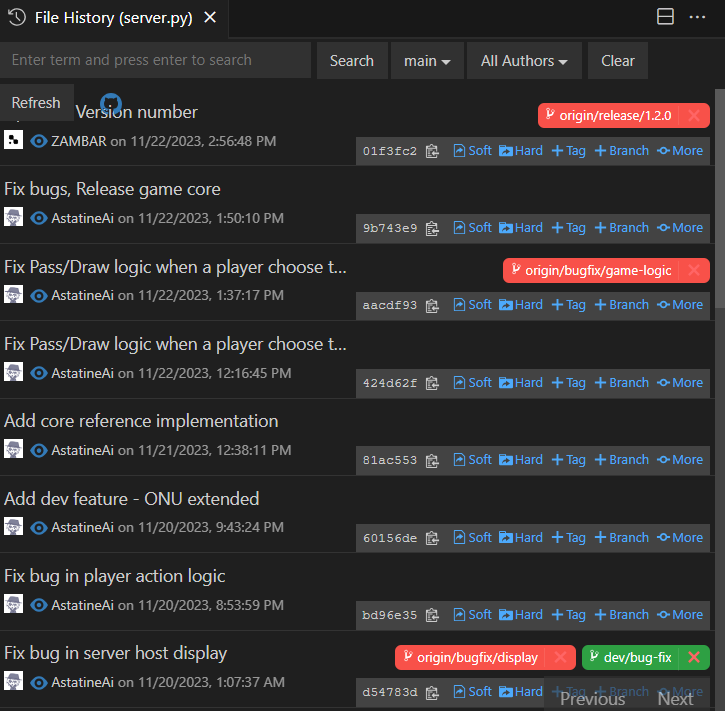 File History (server.py)
Enter term and press enter to search
Search
main
All Authors
Clear
Refresh
Version number
origin/release/1.2.0
ZAMBAR on 11/22/2023, 2:56:48 PM
01f3fc2 Soft Hard Tag Branch More
Fix bugs, Release game core
AstatineAi on 11/22/2023, 1:50:10 PM
9b743e9 Soft Hard Tag Branch More
Fix Pass/Draw logic when a player choose t...
origin/bugfix/game-logic
AstatineAi on 11/22/2023, 1:37:17 PM
aacdf93 Soft Hard Tag Branch More
Fix Pass/Draw logic when a player choose t...
AstatineAi on 11/22/2023, 12:16:45 PM
424d62f Soft Hard Tag Branch More
Add core reference implementation
AstatineAi on 11/21/2023, 12:38:11 PM
81ac553 Soft Hard Tag Branch More
Add dev feature - ONU extended
AstatineAi on 11/20/2023, 9:43:24 PM
60156de Soft Hard Tag Branch More
Fix bug in player action logic
AstatineAi on 11/20/2023, 8:53:59 PM
bd96e35 Soft Hard Tag Branch More
Fix bug in server host display
origin/bugfix/display
dev/bug-fix
AstatineAi on 11/20/2023, 1:07:37 AM
d54783d Soft Hard Tag Branch More
Previous Next